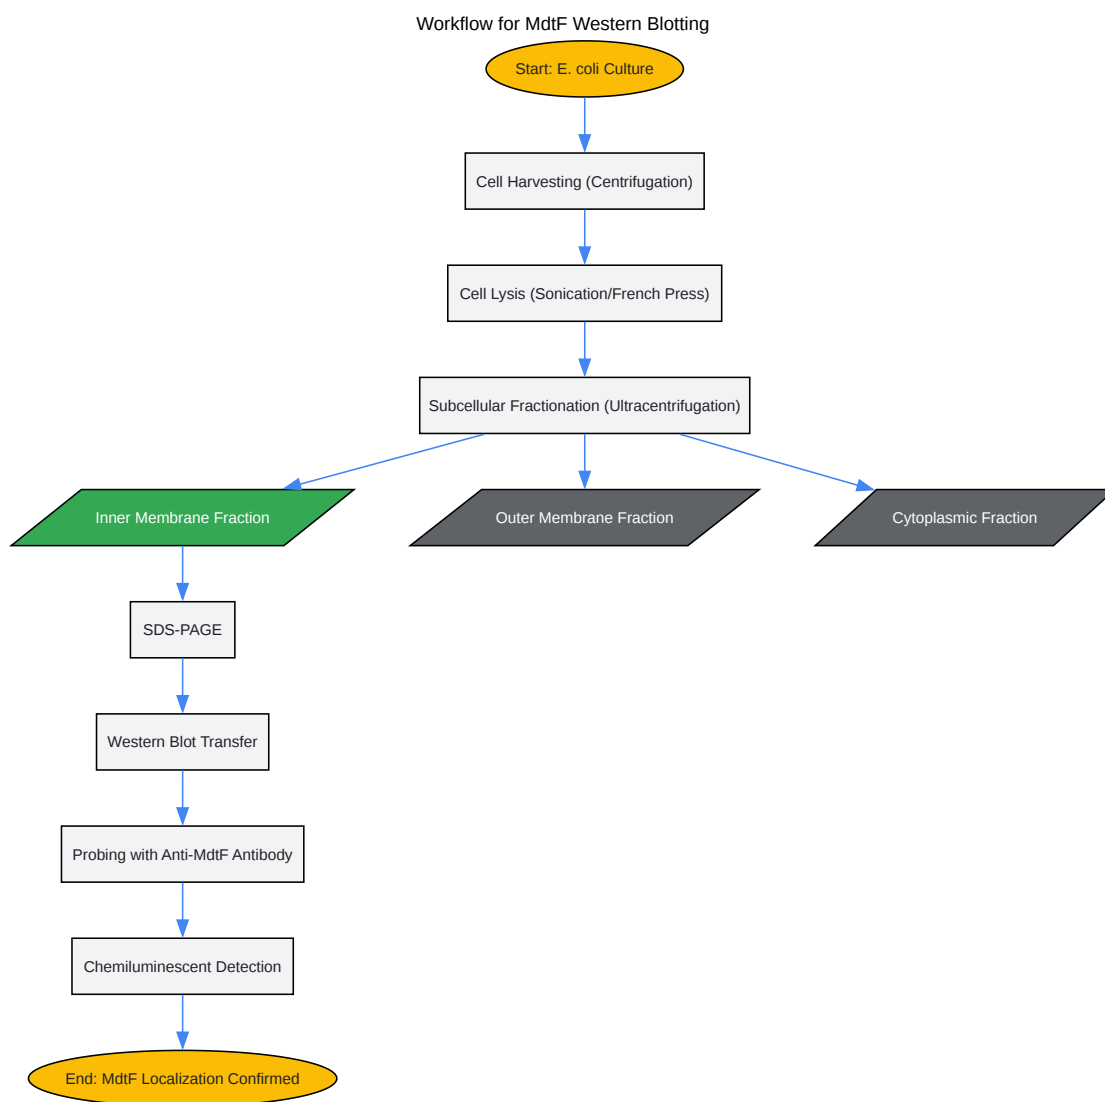 Workflow for MdtF Western Blotting
Start: E. coli Culture
Cell Harvesting (Centrifugation)
Cell Lysis (Sonication/French Press)
Subcellular Fractionation (Ultracentrifugation)
Inner Membrane Fraction
Outer Membrane Fraction
Cytoplasmic Fraction
SDS-PAGE
Western Blot Transfer
Probing with Anti-MdtF Antibody
Chemiluminescent Detection
End: MdtF Localization Confirmed